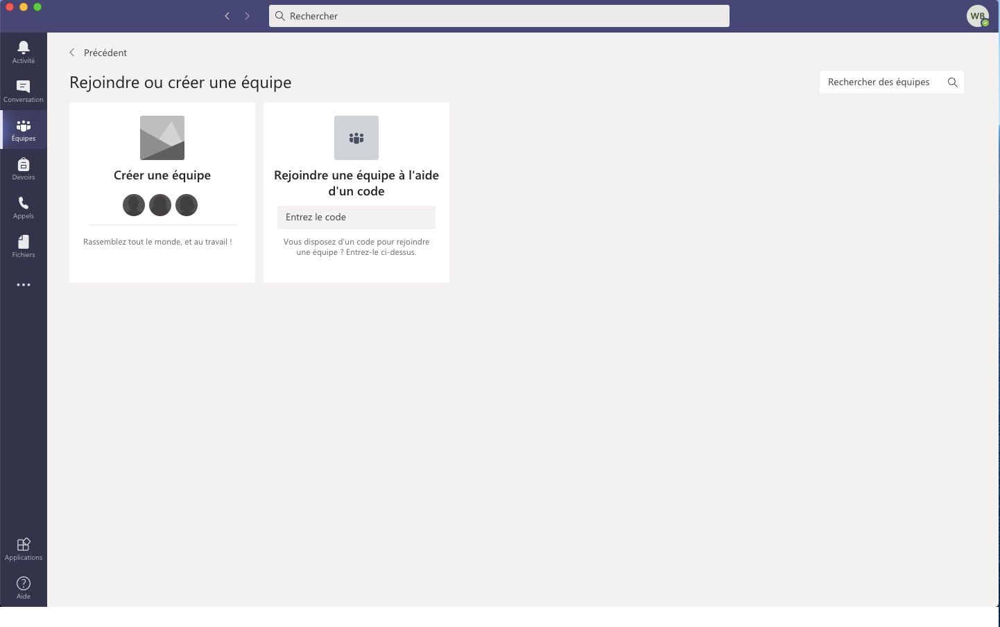 Rechercher
WB
Activité
Conversation
Équipes
Devoirs
Appels
Fichiers
Applications
Aide
Précédent
Rejoindre ou créer une équipe
Rechercher des équipes
Créer une équipe
Rassemblez tout le monde, et au travail !
Rejoindre une équipe à l'aide
d'un code
Entrez le code
Vous disposez d'un code pour rejoindre
une équipe ? Entrez-le ci-dessus.